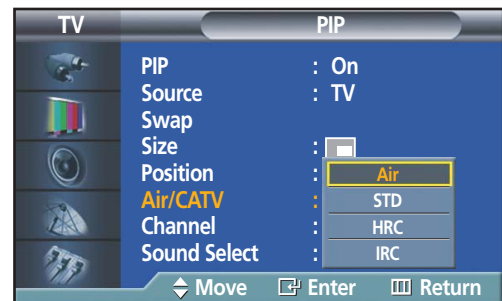 TV PIP
PIP : On
Source : TV
Swap
Size :
Position :
Air/CATV :
Channel :
Sound Select :
Air
STD
HRC
IRC
Move Enter Return